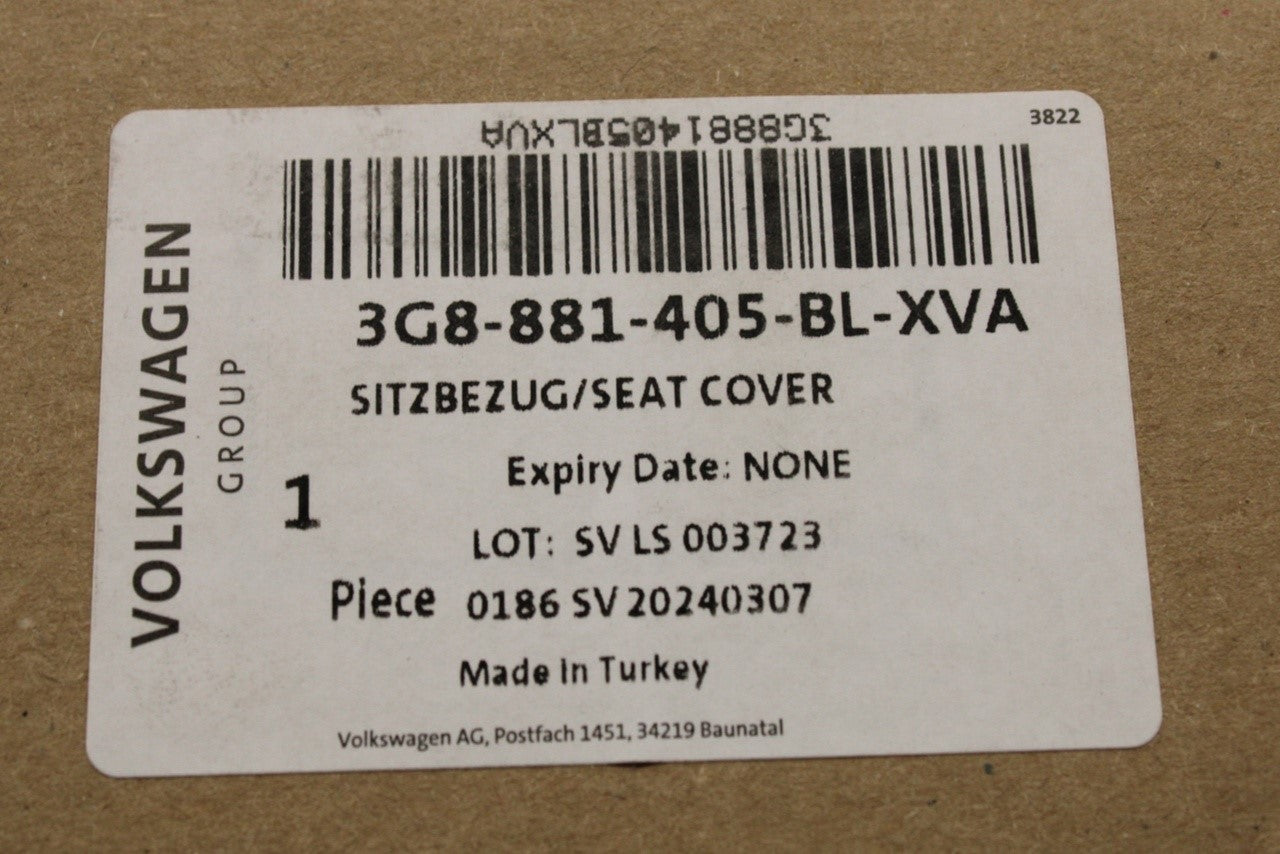 3822
3G8881405BLXVA
3G8-881-405-BL-XVA
SITZBEZUG/SEAT COVER
Expiry Date: NONE
1
LOT: SV LS 003723
Piece 0186 SV 20240307
Made In Turkey
Volkswagen AG, Postfach 1451, 34219 Baunatal
VOLKSWAGEN
GROUP